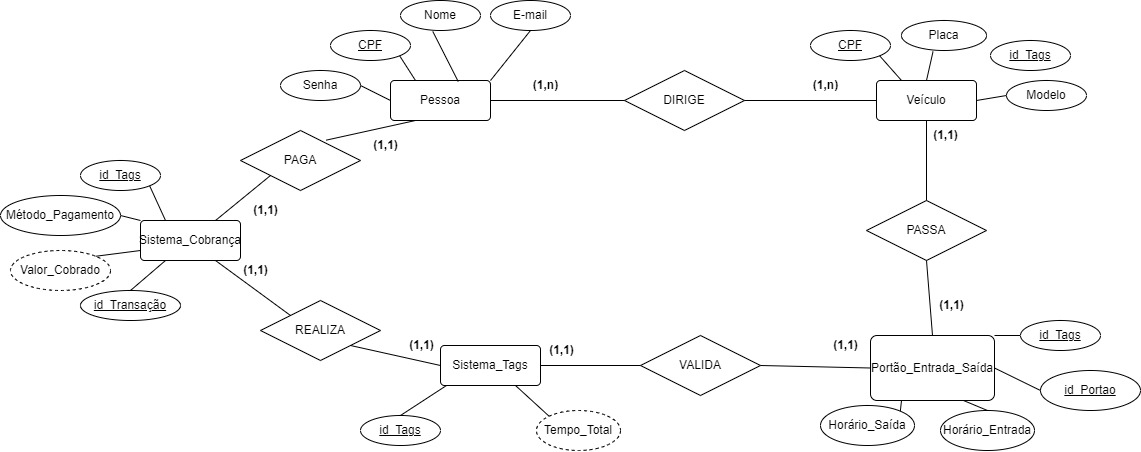 Nome
E-mail
CPF
Senha
Pessoa
(1,n)
DIRIGE
(1,n)
CPF
Placa
id_Tags
Veículo
Modelo
(1,1)
PAGA
(1,1)
(1,1)
id_Tags
Método_Pagamento
Sistema_Cobrança
Valor_Cobrado
id_Transação
(1,1)
REALIZA
(1,1)
PASSA
(1,1)
Sistema_Tags
(1,1)
VALIDA
(1,1)
id_Tags
Tempo_Total
Portão_Entrada_Saída
id_Tags
id_Portao
Horário_Saída
Horário_Entrada